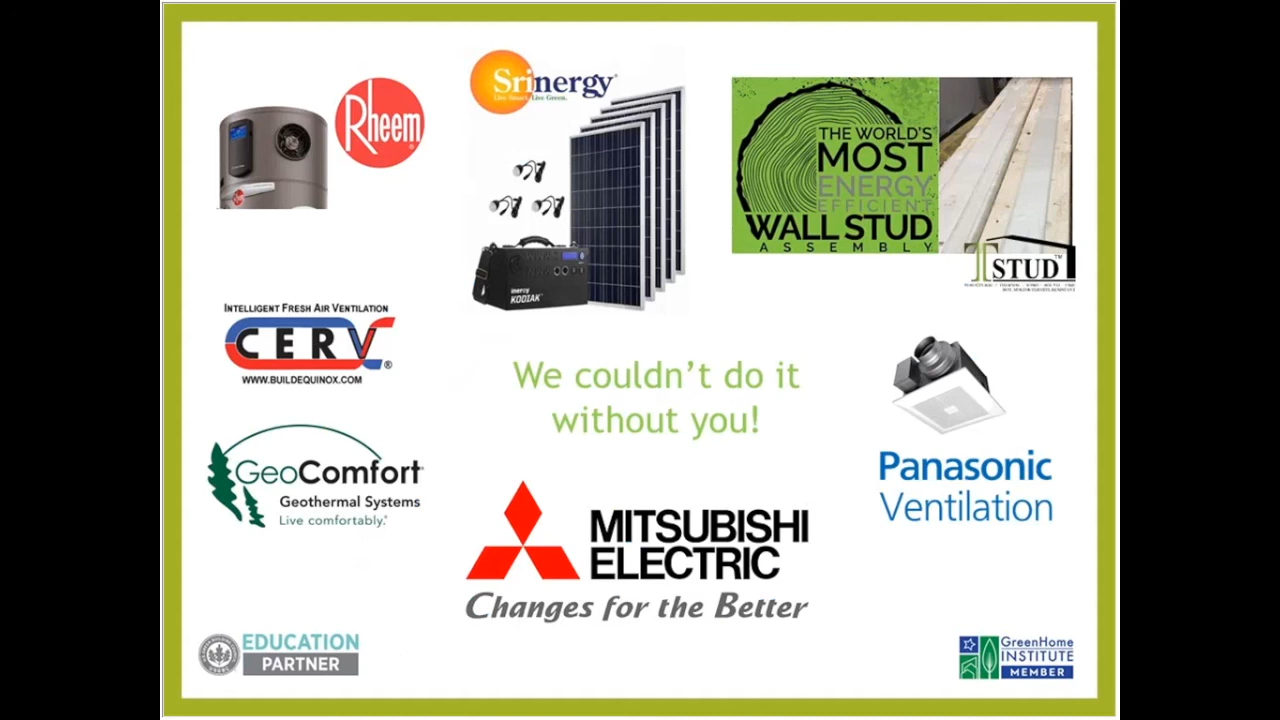 Rheem
Srinergy
Live Smart. Live Green.
inergy
KODIAK
THE WORLD'S
MOST
ENERGY
EFFICIENT
WALL STUD
ASSEMBLY
TSTUD™
INTELLIGENT FRESH AIR VENTILATION
CERV®
WWW.BUILDEQUINOX.COM
We couldn't do it
without you!
GeoComfort
Geothermal Systems
Live comfortably.
Panasonic
Ventilation
MITSUBISHI
ELECTRIC
Changes for the Better
EDUCATION
PARTNER
GreenHome
INSTITUTE
MEMBER